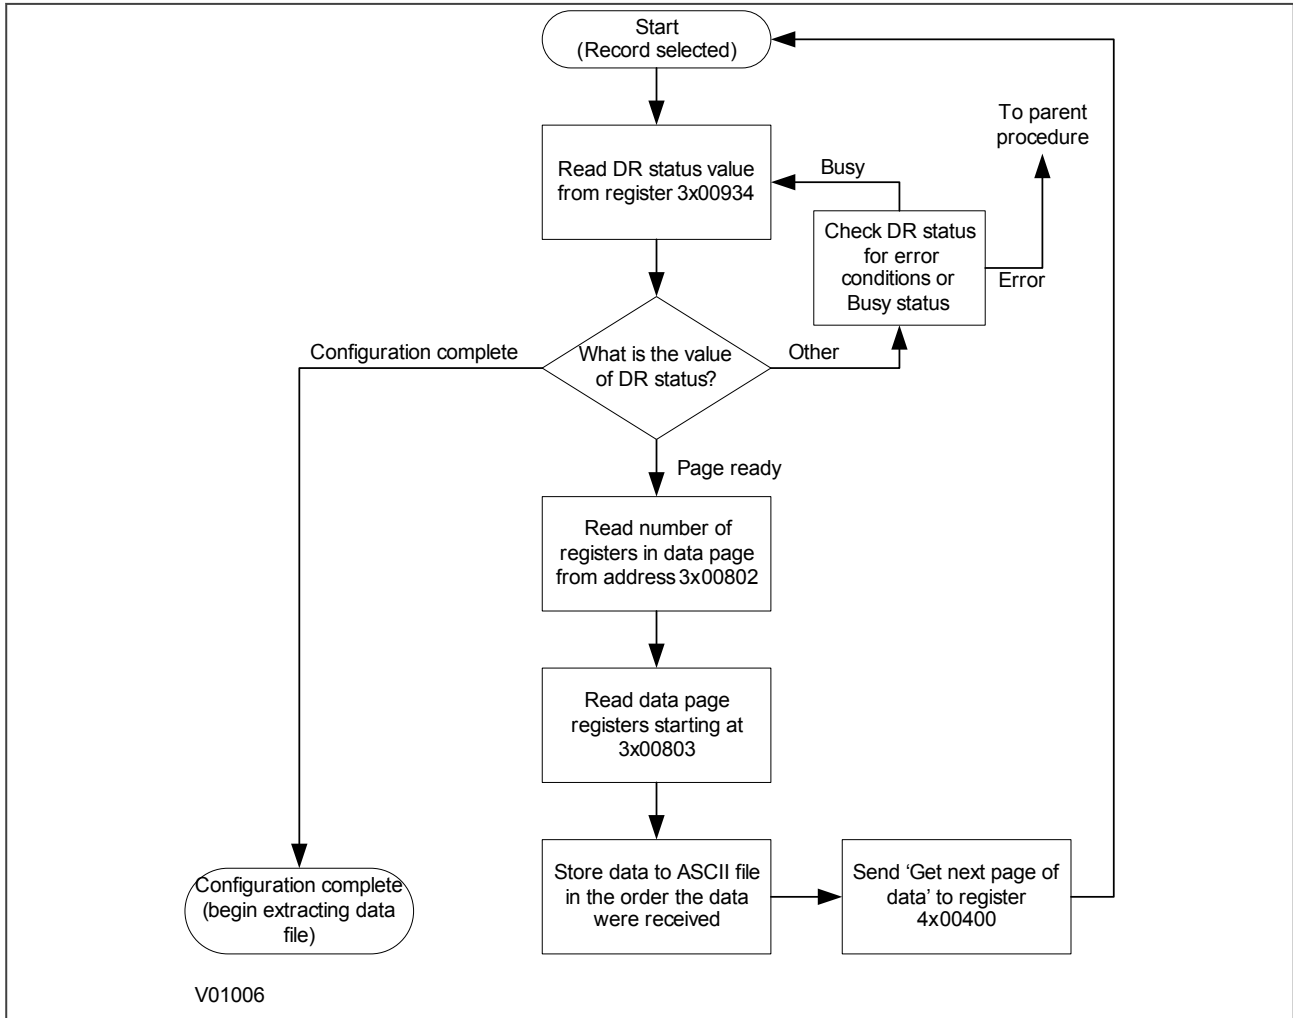 Start
(Record selected)
To parent
procedure
Read DR status value
from register 3x00934
Busy
Check DR status
for error
conditions or
Busy status
Error
Configuration complete
What is the value
of DR status?
Other
Page ready
Read number of
registers in data page
from address 3x00802
Read data page
registers starting at
3x00803
Configuration complete
(begin extracting data
file)
Store data to ASCII file
in the order the data
were received
Send ‘Get next page of
data’ to register
4x00400
V01006